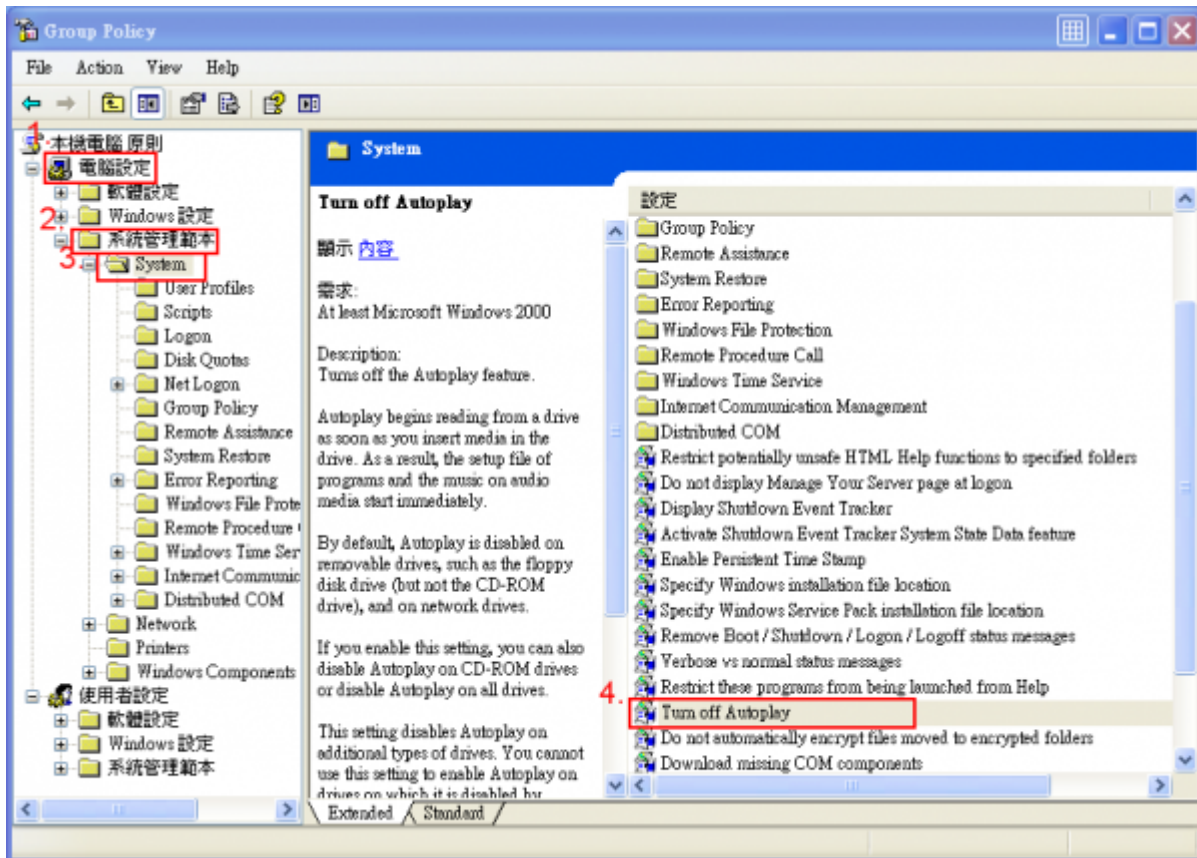 Group Policy
File Action View Help
1.
本機電腦 原則
電腦設定
軟體設定
2.
Windows 設定
系統管理範本
3.
System
User Profiles
Scripts
Logon
Disk Quotas
Net Logon
Group Policy
Remote Assistance
System Restore
Error Reporting
Windows File Prote
Remote Procedure
Windows Time Ser
Internet Communic
Distributed COM
Network
Printers
Windows Components
使用者設定
軟體設定
Windows 設定
系統管理範本
System
Turn off Autoplay
顯示 內容
需求:
At least Microsoft Windows 2000
Description:
Turns off the Autoplay feature.
Autoplay begins reading from a drive
as soon as you insert media in the
drive. As a result, the setup file of
programs and the music on audio
media start immediately.
By default, Autoplay is disabled on
removable drives, such as the floppy
disk drive (but not the CD-ROM
drive), and on network drives.
If you enable this setting, you can also
disable Autoplay on CD-ROM drives
or disable Autoplay on all drives.
This setting disables Autoplay on
additional types of drives. You cannot
use this setting to enable Autoplay on
drives on which it is disabled by
設定
Group Policy
Remote Assistance
System Restore
Error Reporting
Windows File Protection
Remote Procedure Call
Windows Time Service
Internet Communication Management
Distributed COM
Restrict potentially unsafe HTML Help functions to specified folders
Do not display Manage Your Server page at logon
Display Shutdown Event Tracker
Activate Shutdown Event Tracker System State Data feature
Enable Persistent Time Stamp
Specify Windows installation file location
Specify Windows Service Pack installation file location
Remove Boot / Shutdown / Logon / Logoff status messages
Verbose vs normal status messages
Restrict these programs from being launched from Help
4.
Turn off Autoplay
Do not automatically encrypt files moved to encrypted folders
Download missing COM components
Extended Standard